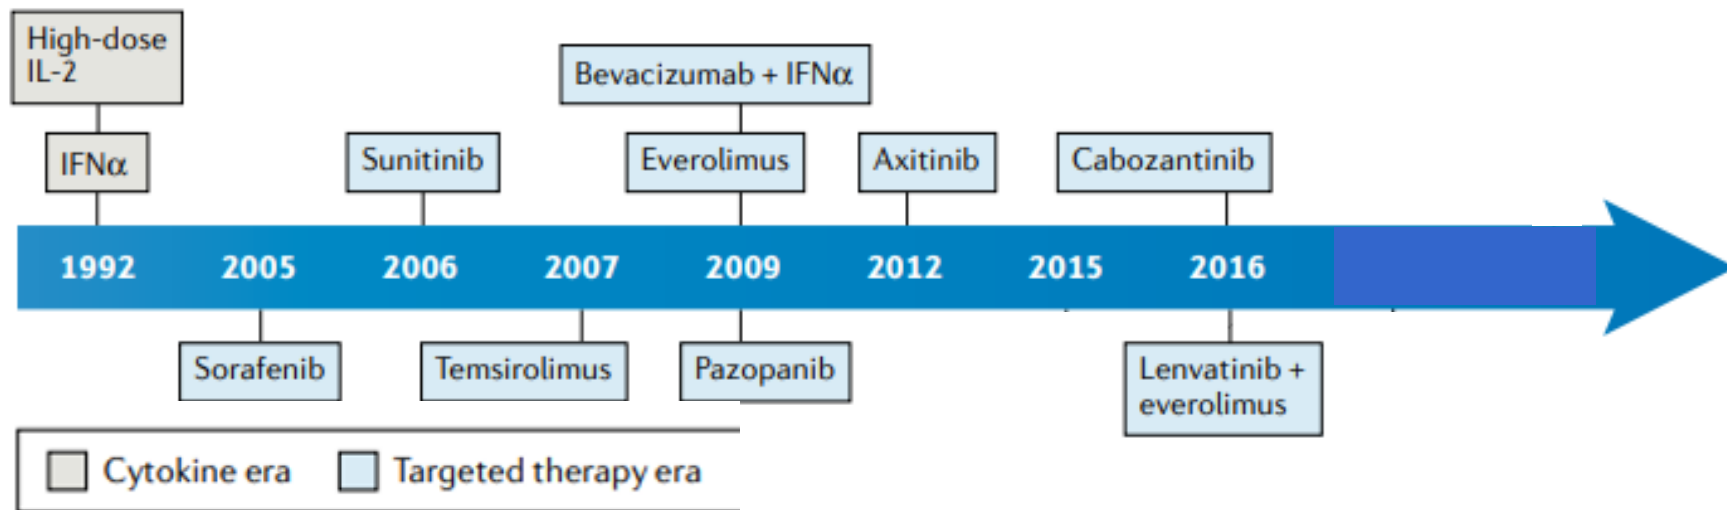 High-dose
IL-2
Bevacizumab + IFNα
IFNα
Sunitinib
Everolimus
Axitinib
Cabozantinib
1992
2005
2006
2007
2009
2012
2015
2016
Sorafenib
Temsirolimus
Pazopanib
Lenvatinib +
everolimus
Cytokine era
Targeted therapy era